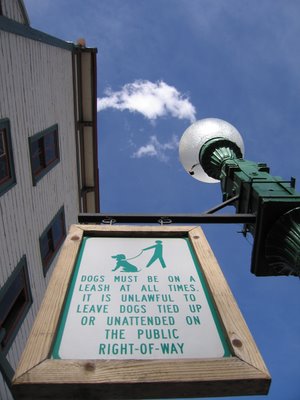 DOGS MUST BE ON A
LEASH AT ALL TIMES.
IT IS UNLAWFUL TO
LEAVE DOGS TIED UP
OR UNATTENDED ON
THE PUBLIC
RIGHT-OF-WAY